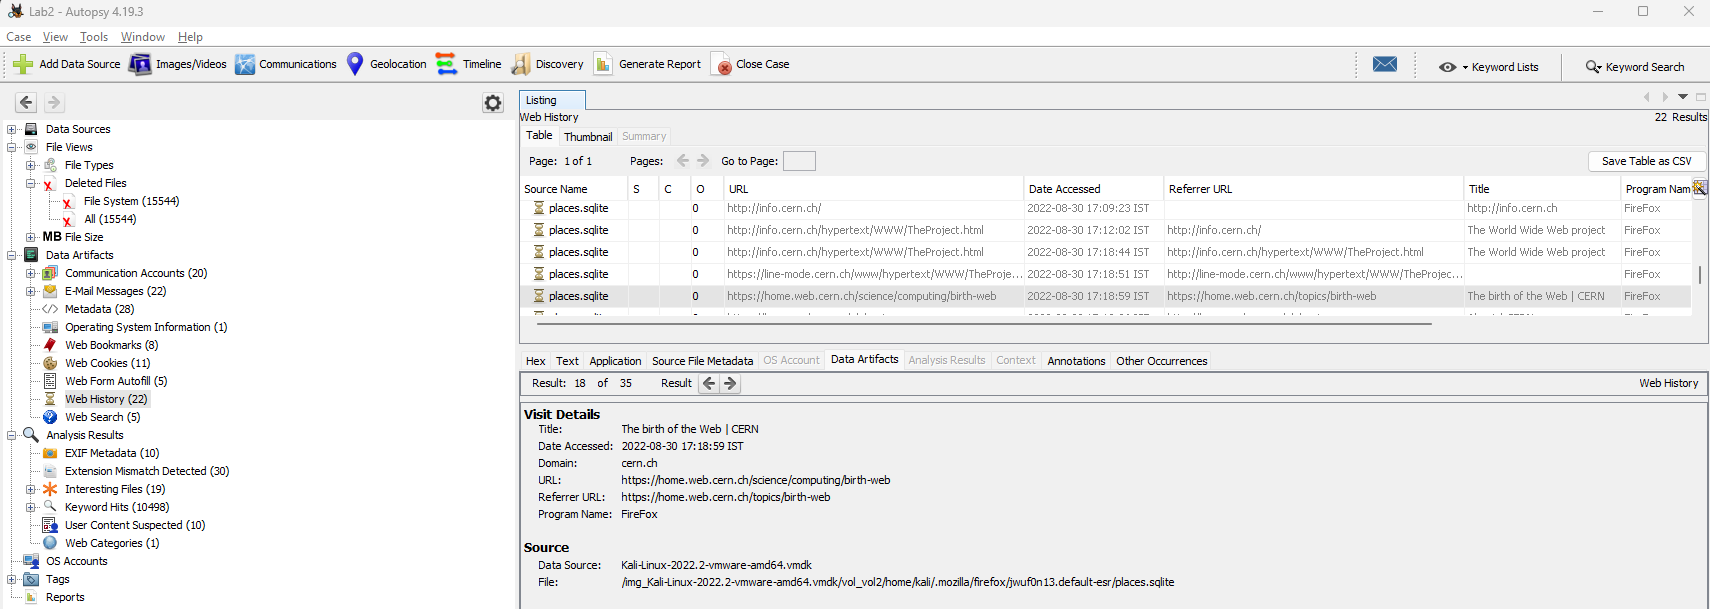 Lab2 - Autopsy 4.19.3
Case View Tools Window Help
Add Data Source Images/Videos Communications Geolocation Timeline Discovery Generate Report Close Case Keyword Lists Keyword Search
Data Sources
File Views
File Types
Deleted Files
File System (15544)
All (15544)
MB File Size
Data Artifacts
Communication Accounts (20)
E-Mail Messages (22)
Metadata (28)
Operating System Information (1)
Web Bookmarks (8)
Web Cookies (11)
Web Form Autofill (5)
Web History (22)
Web Search (5)
Analysis Results
EXIF Metadata (10)
Extension Mismatch Detected (30)
Interesting Files (19)
Keyword Hits (10498)
User Content Suspected (10)
Web Categories (1)
OS Accounts
Tags
Reports
Listing
Web History 22 Results
Table Thumbnail Summary
Page: 1 of 1 Pages: Go to Page: Save Table as CSV
Source Name S C O URL Date Accessed Referrer URL Title Program Nam
places.sqlite 0 http://info.cern.ch/ 2022-08-30 17:09:23 IST http://info.cern.ch FireFox
places.sqlite 0 http://info.cern.ch/hypertext/WWW/TheProject.html 2022-08-30 17:12:02 IST http://info.cern.ch/ The World Wide Web project FireFox
places.sqlite 0 http://info.cern.ch/hypertext/WWW/TheProject.html 2022-08-30 17:18:44 IST http://info.cern.ch/hypertext/WWW/TheProject.html The World Wide Web project FireFox
places.sqlite 0 https://line-mode.cern.ch/www/hypertext/WWW/TheProje... 2022-08-30 17:18:51 IST http://line-mode.cern.ch/www/hypertext/WWW/TheProjec... FireFox
places.sqlite 0 https://home.web.cern.ch/science/computing/birth-web 2022-08-30 17:18:59 IST https://home.web.cern.ch/topics/birth-web The birth of the Web | CERN FireFox
Hex Text Application Source File Metadata OS Account Data Artifacts Analysis Results Context Annotations Other Occurrences
Result: 18 of 35 Result Web History
Visit Details
Title: The birth of the Web | CERN
Date Accessed: 2022-08-30 17:18:59 IST
Domain: cern.ch
URL: https://home.web.cern.ch/science/computing/birth-web
Referrer URL: https://home.web.cern.ch/topics/birth-web
Program Name: FireFox
Source
Data Source: Kali-Linux-2022.2-vmware-amd64.vmdk
File: /img_Kali-Linux-2022.2-vmware-amd64.vmdk/vol_vol2/home/kali/.mozilla/firefox/jwuf0n13.default-esr/places.sqlite